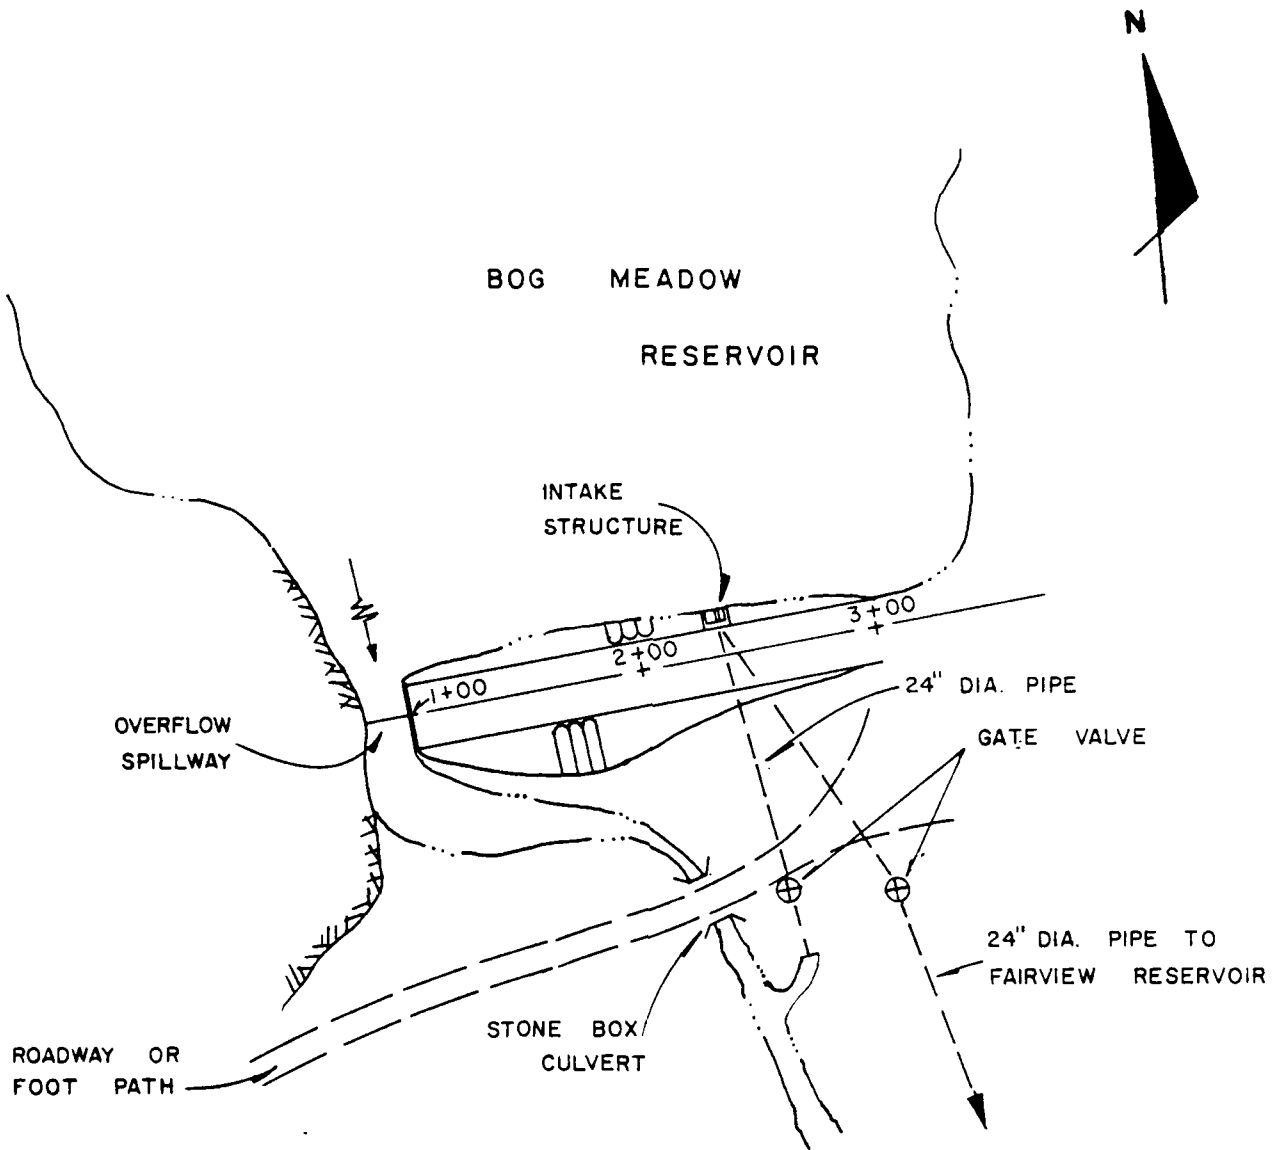 N
BOG MEADOW
RESERVOIR
INTAKE
STRUCTURE
3+00
2+00
1+00
24" DIA. PIPE
OVERFLOW
SPILLWAY
GATE VALVE
24" DIA. PIPE TO
FAIRVIEW RESERVOIR
STONE BOX
CULVERT
ROADWAY OR
FOOT PATH